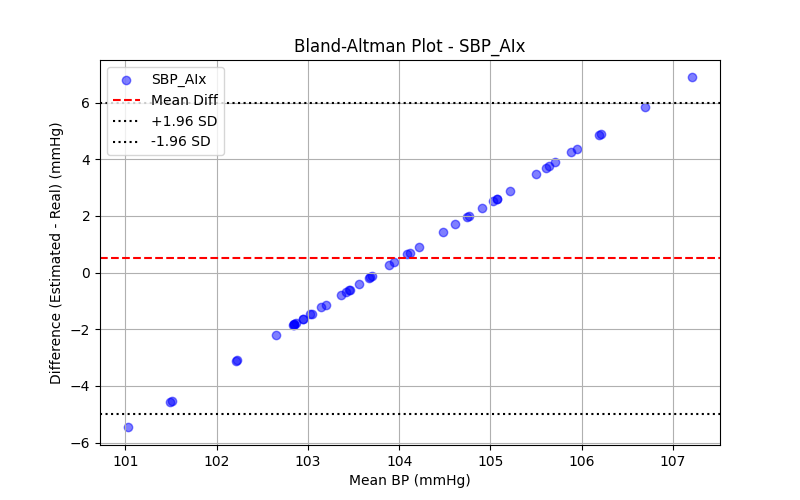 Bland-Altman Plot - SBP_AIx
SBP_AIx
Mean Diff
+1.96 SD
-1.96 SD
6
4
2
0
−2
−4
−6
Difference (Estimated - Real) (mmHg)
101 102 103 104 105 106 107
Mean BP (mmHg)